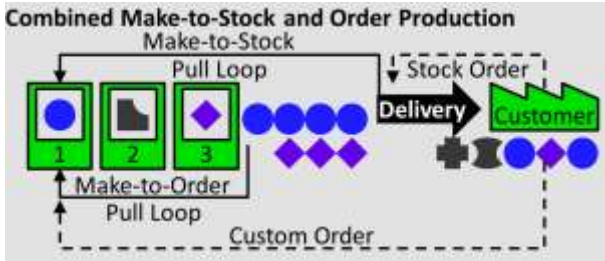 Combined Make-to-Stock and Order Production
Make-to-Stock
Pull Loop
Stock Order
Delivery
Customer
1
2
3
Make-to-Order
Pull Loop
Custom Order